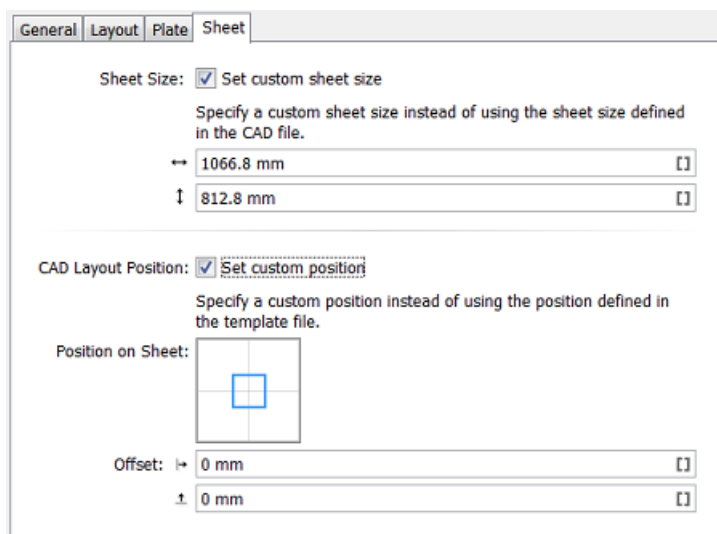 General Layout Plate Sheet
Sheet Size: Set custom sheet size
Specify a custom sheet size instead of using the sheet size defined
in the CAD file.
1066.8 mm
812.8 mm
CAD Layout Position: Set custom position
Specify a custom position instead of using the position defined in
the template file.
Position on Sheet:
Offset: 0 mm
0 mm